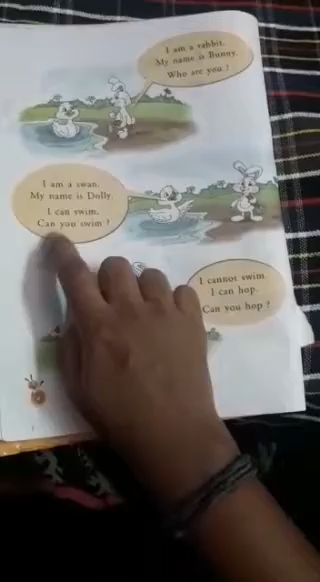 I am a rabbit.
My name is Bunny.
Who are you ?
I am a swan.
My name is Dolly.
I can swim.
Can you swim ?
I cannot swim.
I can hop.
Can you hop ?